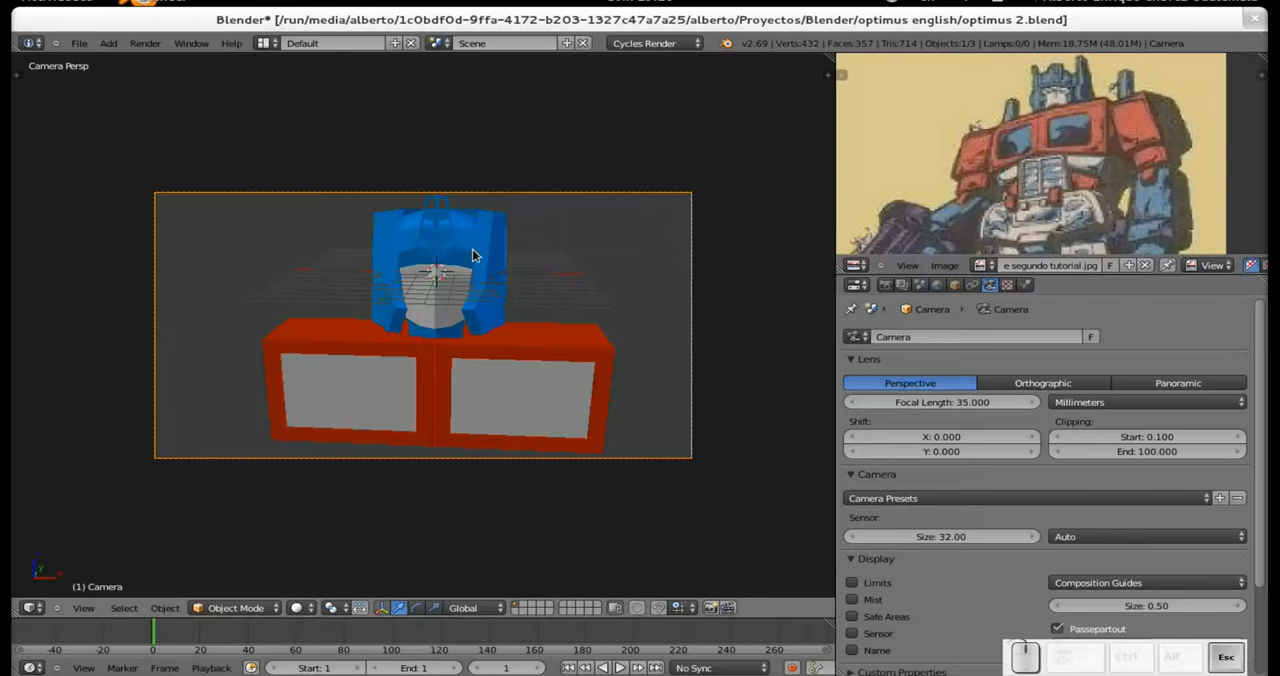 Blender* [/run/media/alberto/1c0bdf0d-9ffa-4172-b203-1327c47a7a25/alberto/Proyectos/Blender/optimus english/optimus 2.blend]
File Add Render Window Help Default Scene Cycles Render v2.69 | Verts:432 | Faces:357 | Tris:714 | Objects:1/3 | Lamps:0/0 | Mem:18.75M (48.01M) | Camera
Camera Persp
View Image e segundo tutorial.jpg F View
Camera Camera
Camera F
Lens
Perspective Orthographic Panoramic
Focal Length: 35.000 Millimeters
Shift: Clipping:
X: 0.000 Start: 0.100
Y: 0.000 End: 100.000
Camera
Camera Presets
Sensor:
Size: 32.00 Auto
Display
Limits Composition Guides
Mist Size: 0.50
Safe Areas
Sensor Passepartout
Name
Custom Properties
Ctrl Alt Esc
y
(1) Camera
View Select Object Object Mode Global
-40 -20 0 20 40 60 80 100 120 140 160 180 200 220 240 260
View Marker Frame Playback Start: 1 End: 1 1 No Sync